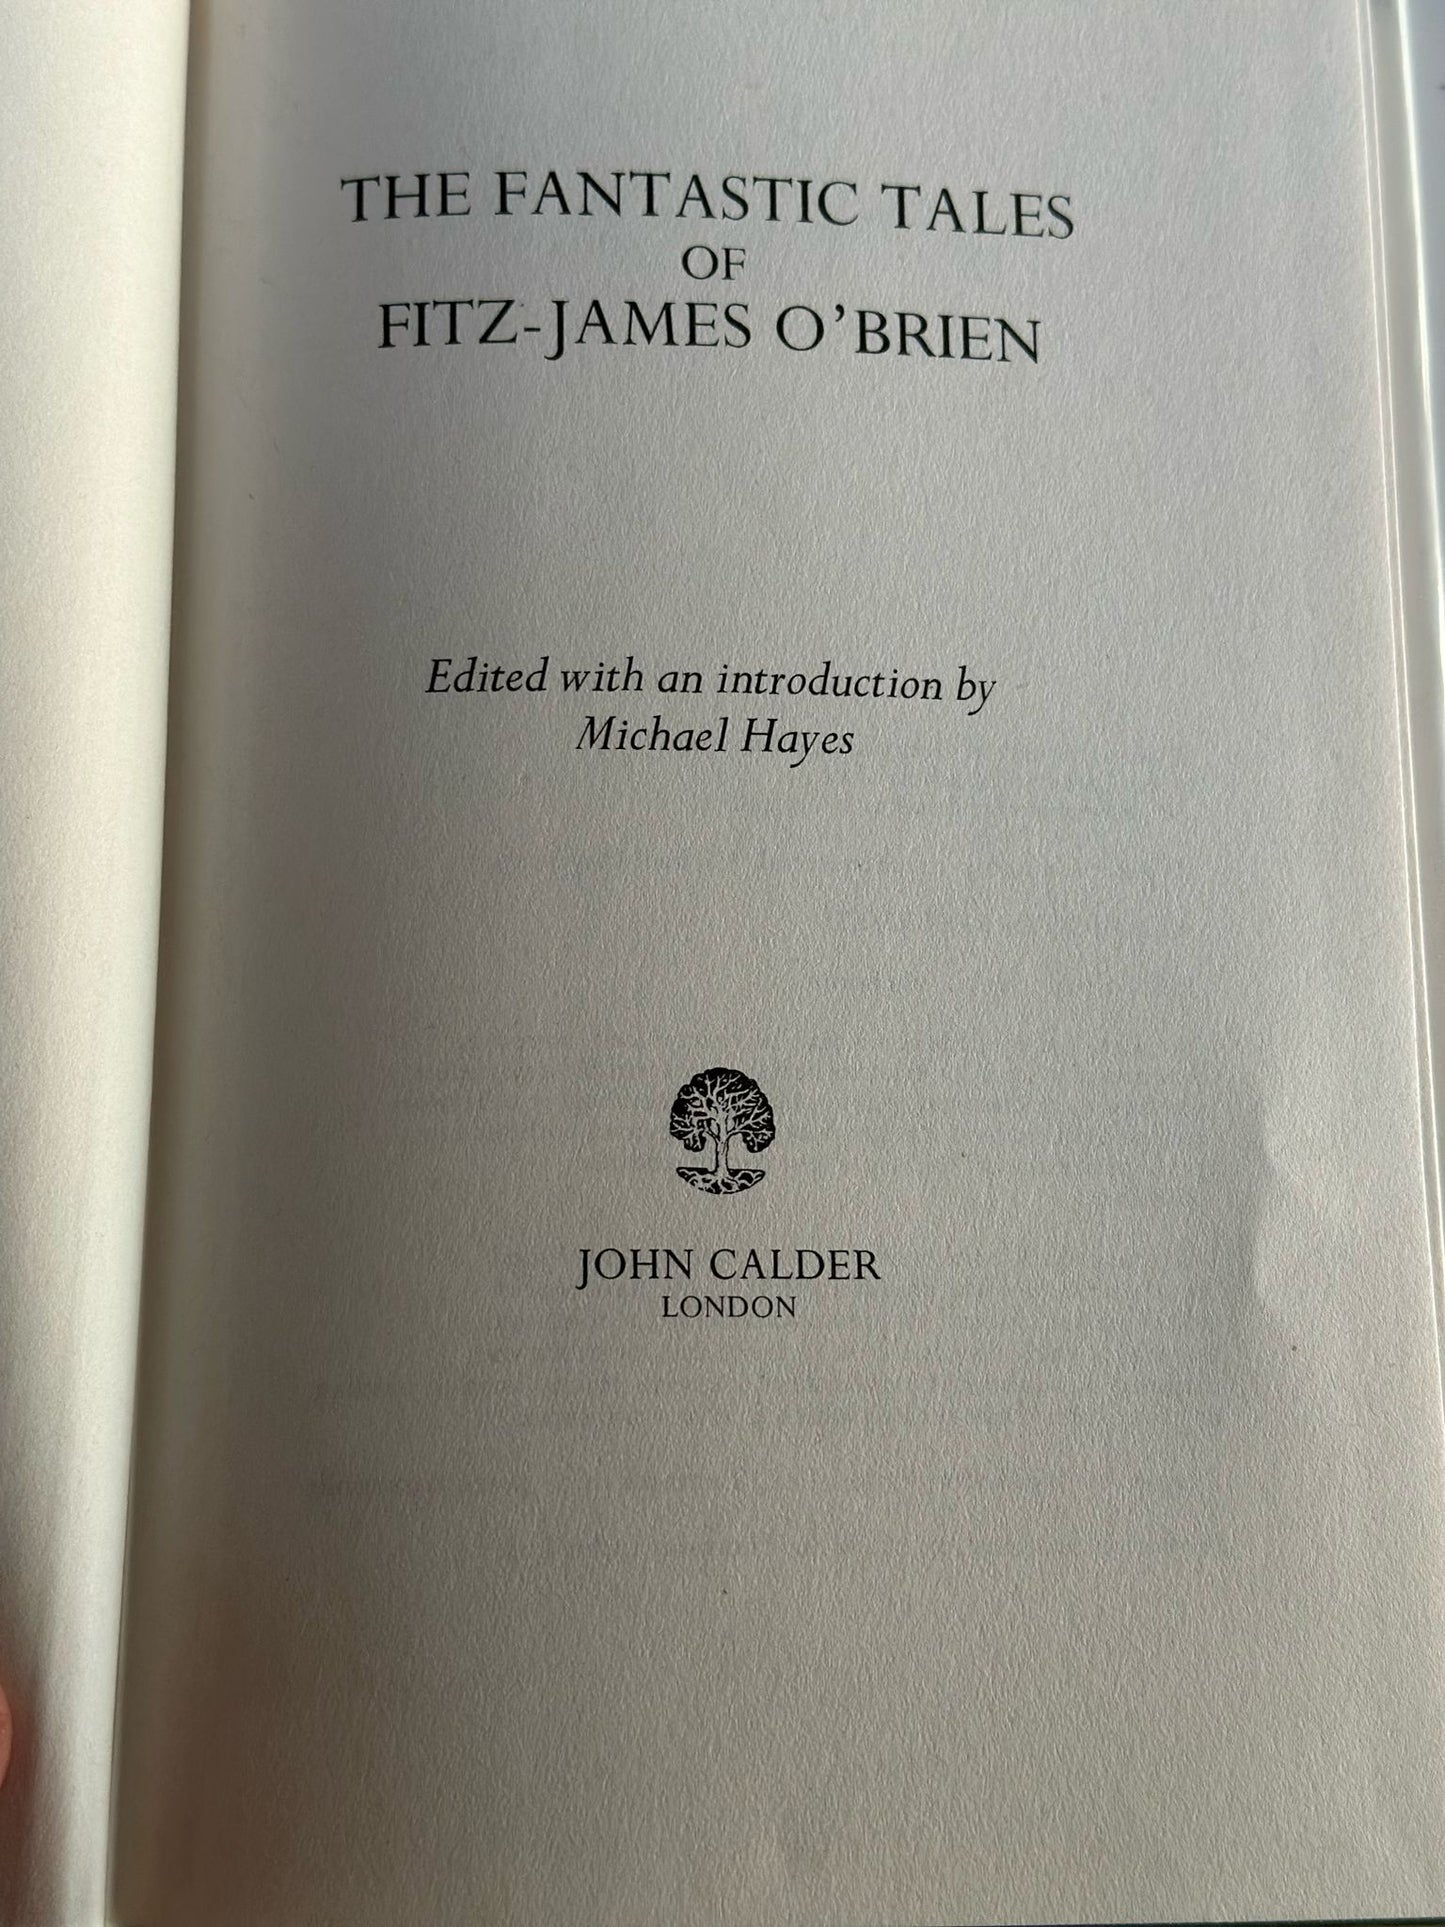 THE FANTASTIC TALES
OF
FITZ-JAMES O’BRIEN
Edited with an introduction by
Michael Hayes
JOHN CALDER
LONDON